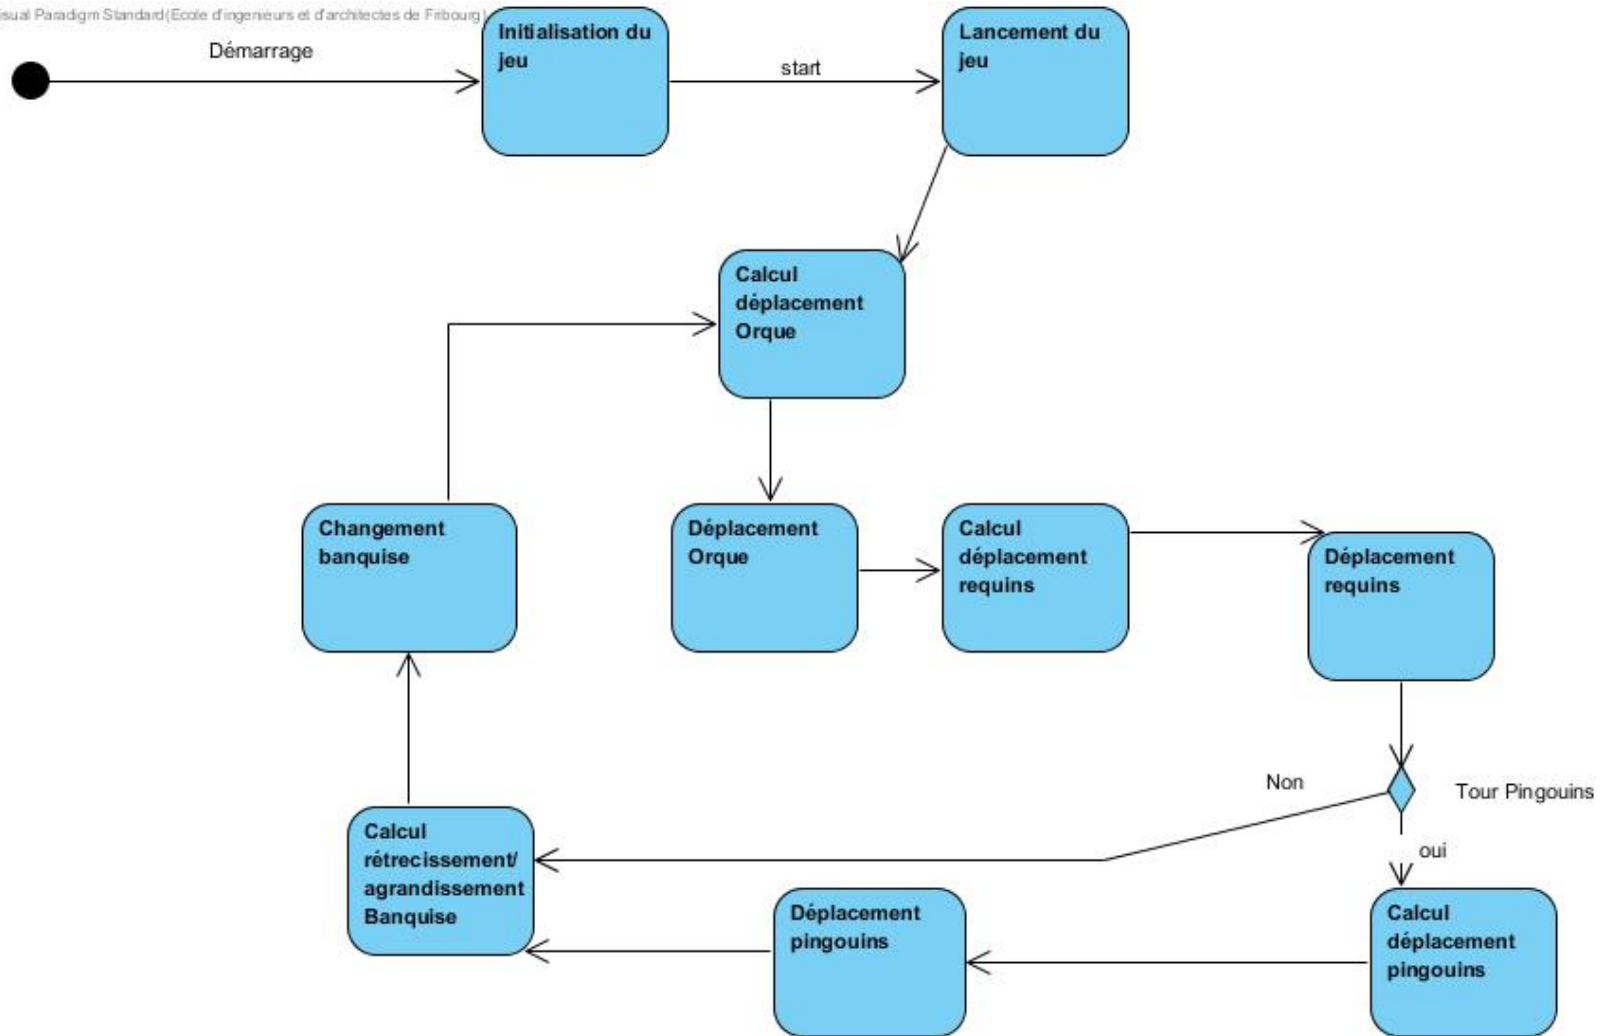 isual Paradigm Standard(Ecole d'ingenieurs et d'architectes de Fribourg)
Démarrage
Initialisation du
jeu
start
Lancement du
jeu
Calcul
déplacement
Orque
Changement
banquise
Déplacement
Orque
Calcul
déplacement
requins
Déplacement
requins
Non
Tour Pingouins
oui
Calcul
rétrecissement/
agrandissement
Banquise
Déplacement
pingouins
Calcul
déplacement
pingouins